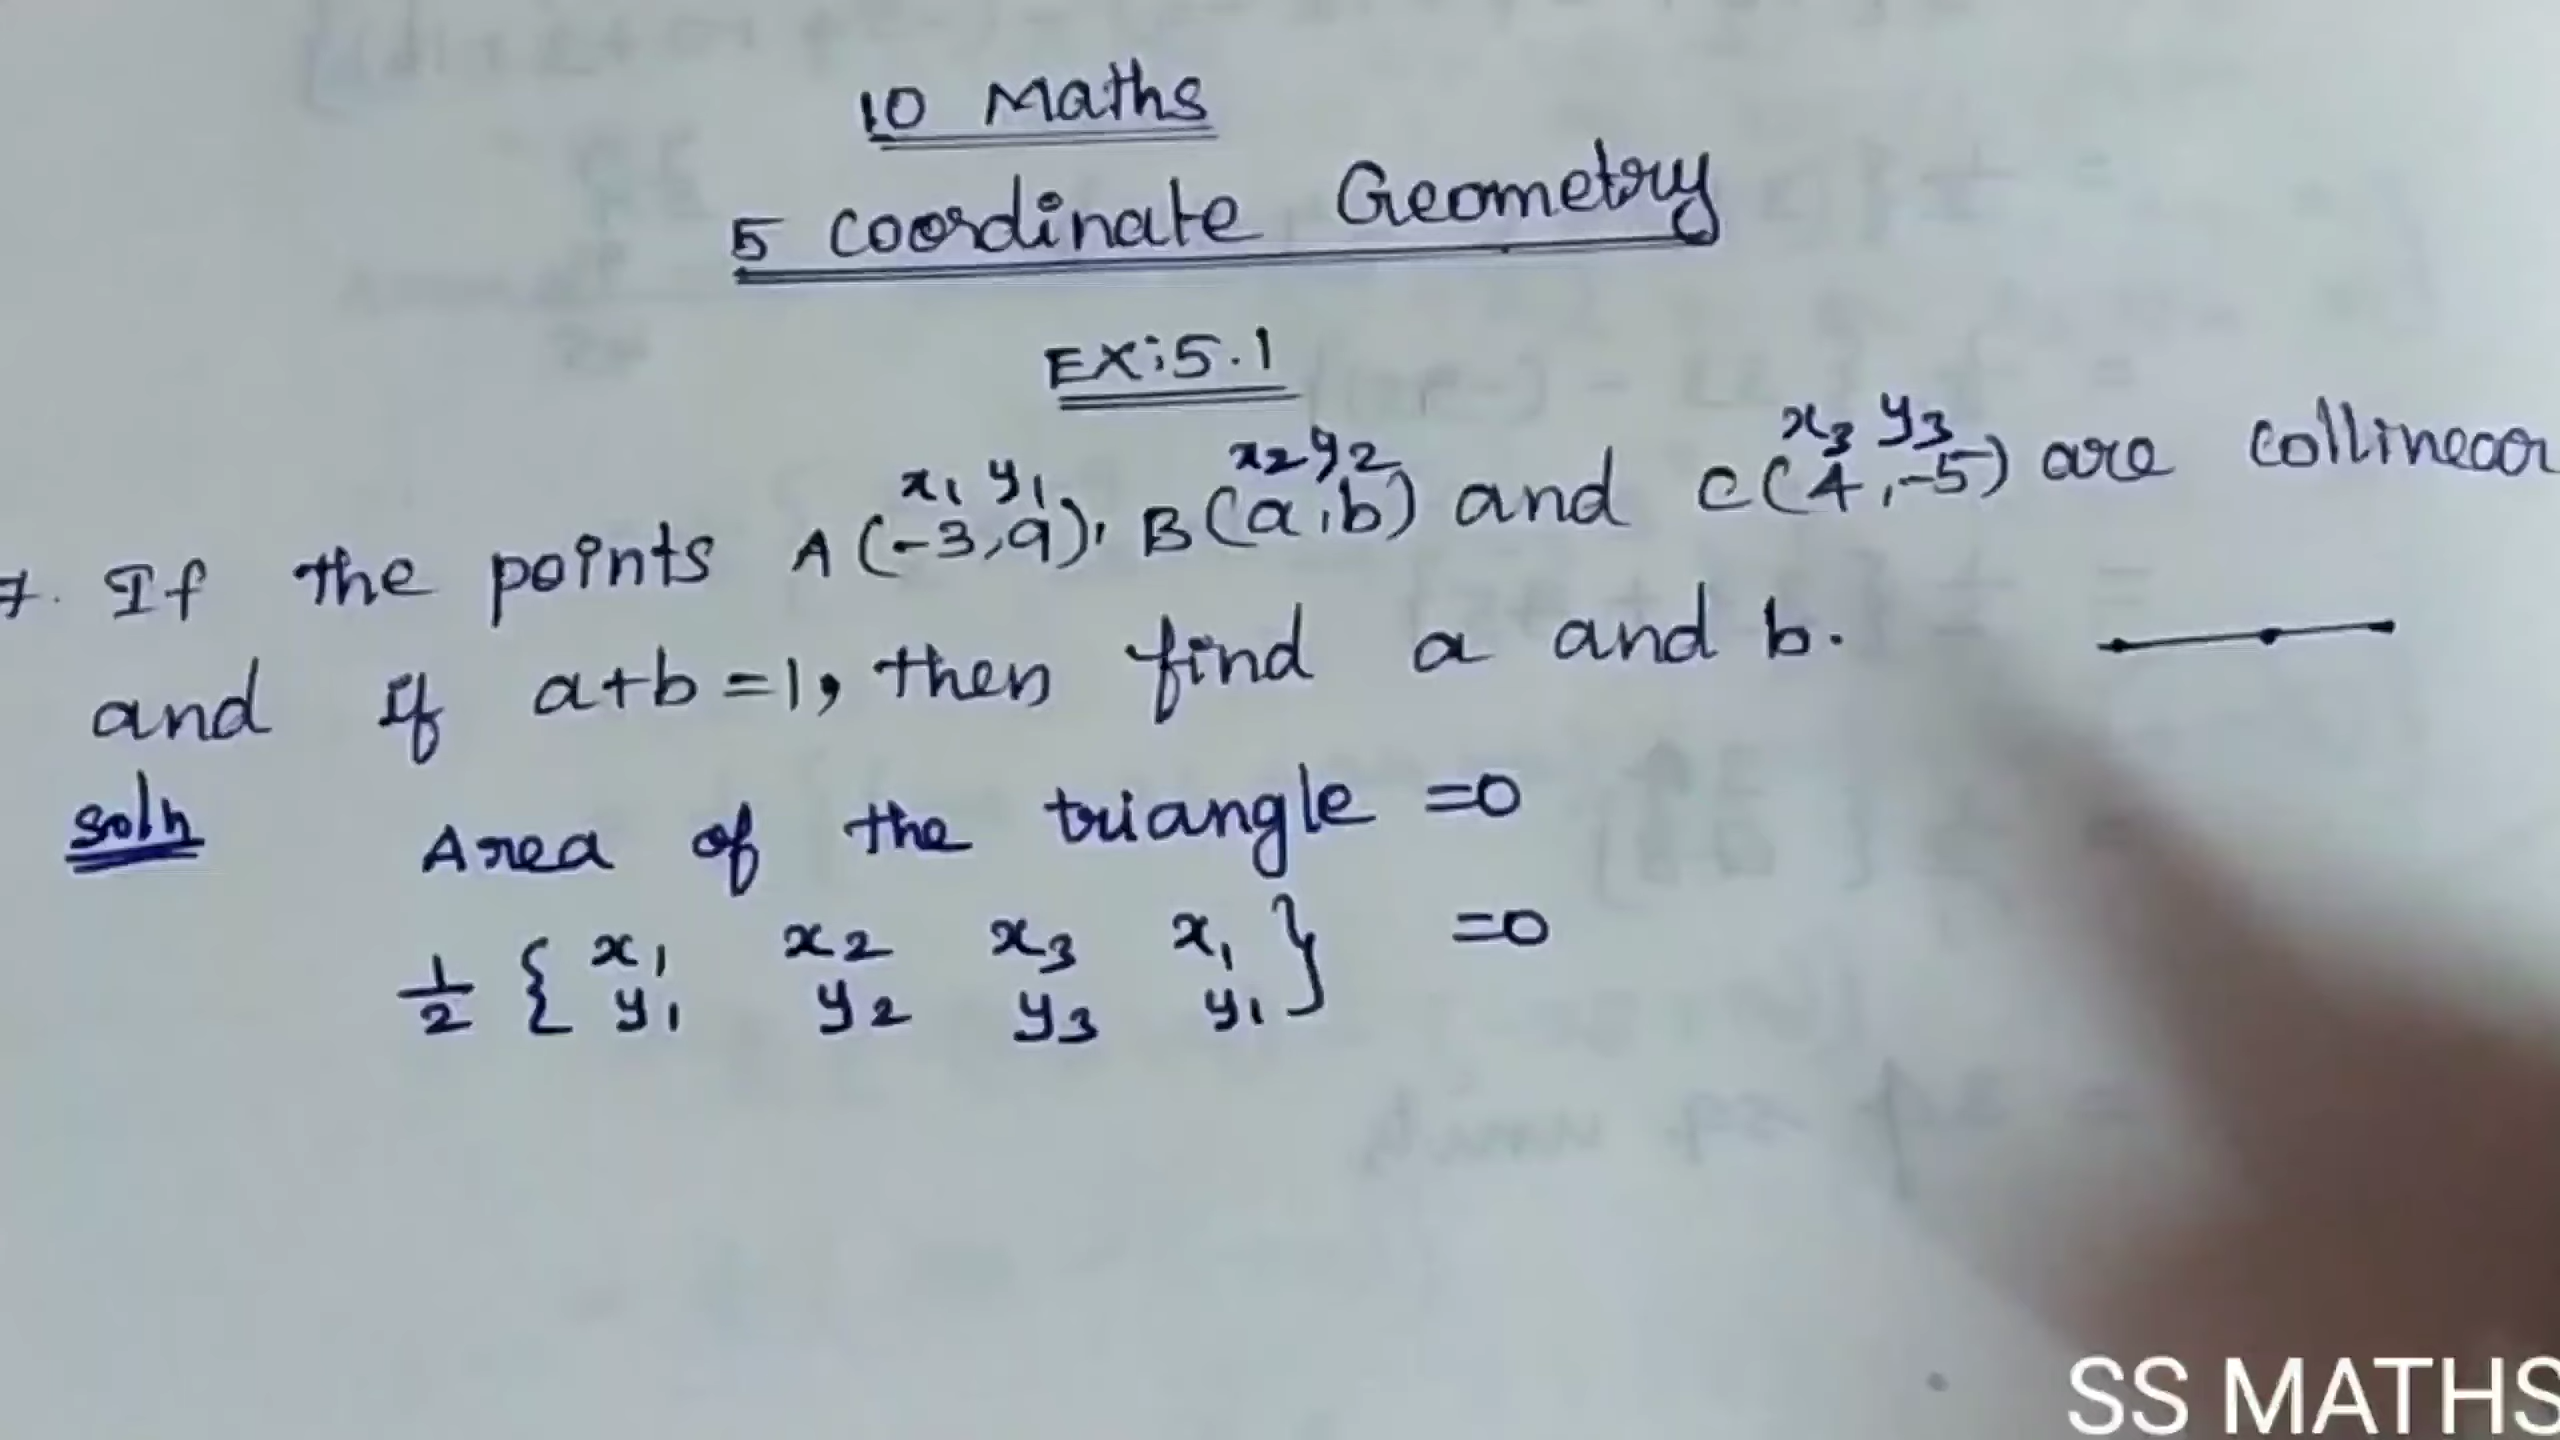 10 Maths
5 Coordinate Geometry
EX:5.1
x₁ y₁ x₂ y₂ x₃ y₃
7. If the points A(-3,9), B(a,b) and C(4,-5) are collinear
and if a+b=1, then find a and b.
Soln Area of the triangle =0
1/2 { x₁ x₂ x₃ x₁ } =0
y₁ y₂ y₃ y₁
SS MATHS